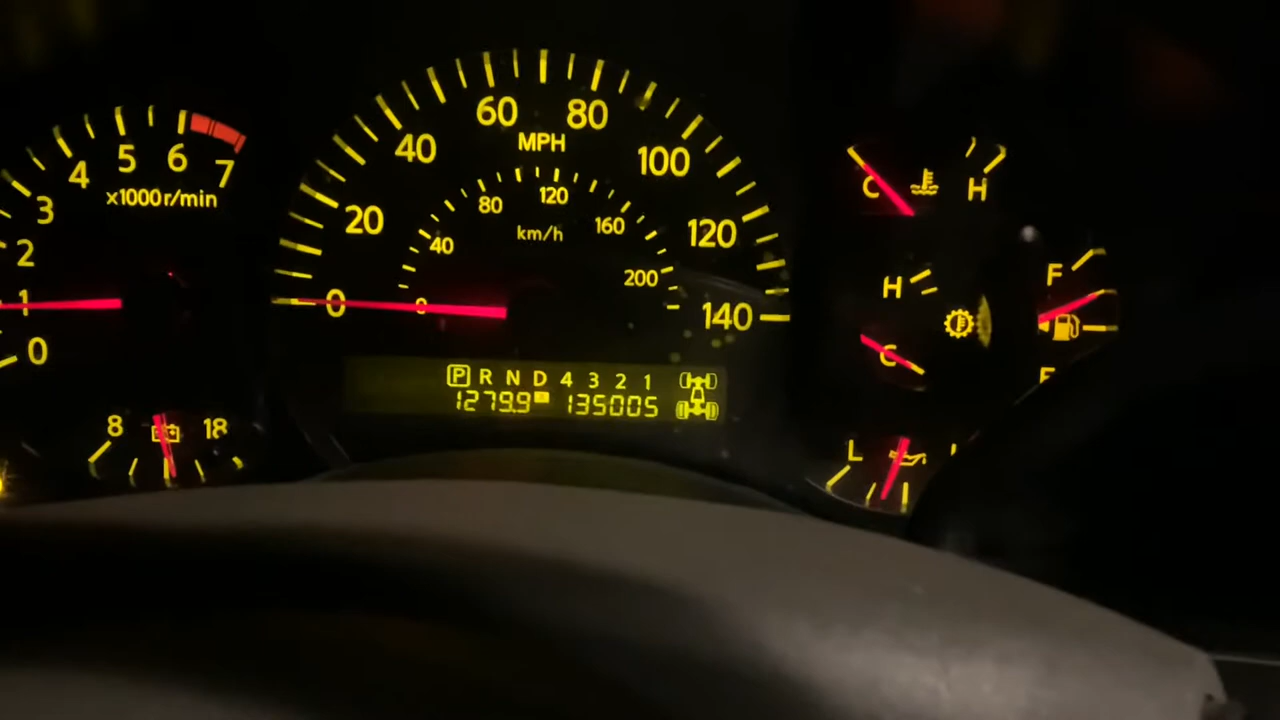 60 80
MPH
40 100
20 120
0 140
80 120 160
km/h
40 200
0
5 6
4 7
x1000 r/min
3
2
1
0
C H
H
C
F
P R N D 4 3 2 1
1279.9 135005
8 18
L